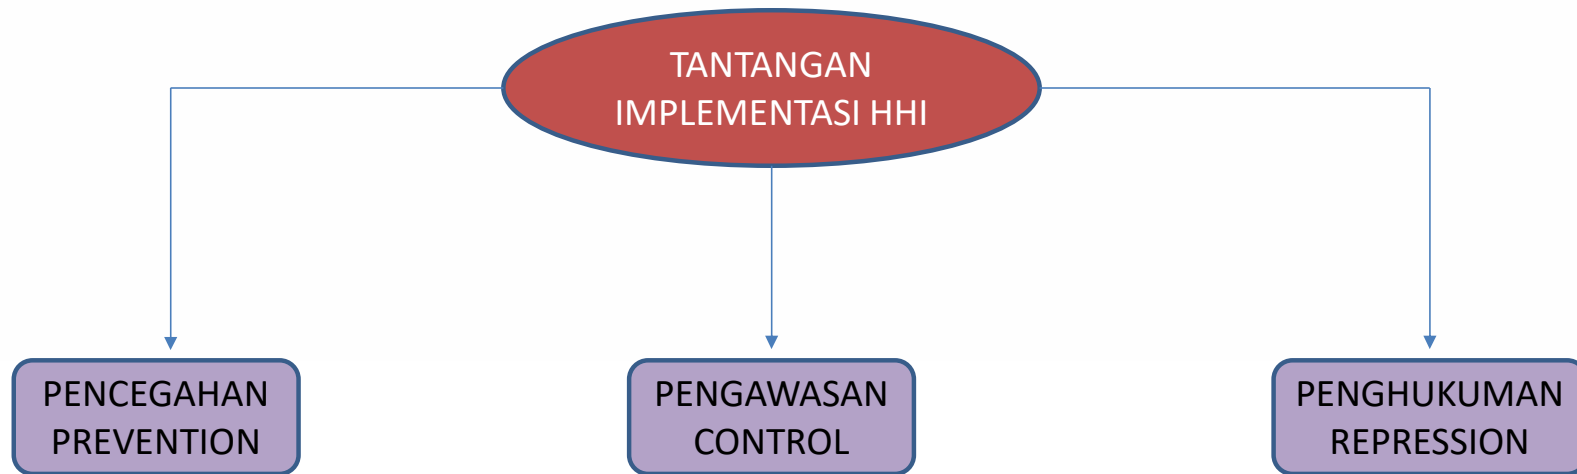 TANTANGAN
IMPLEMENTASI HHI
PENCEGAHAN
PREVENTION
PENGAWASAN
CONTROL
PENGHUKUMAN
REPRESSION